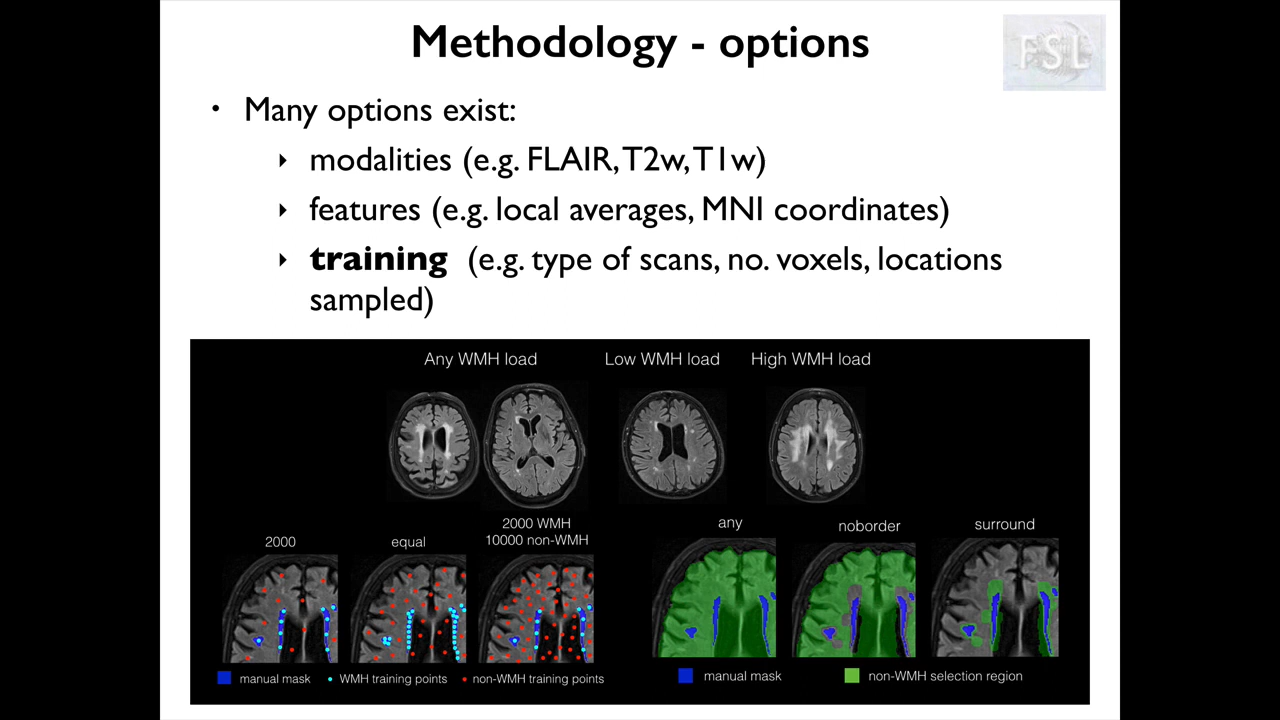 Methodology - options
FSL
• Many options exist:
‣ modalities (e.g. FLAIR, T2w, T1w)
‣ features (e.g. local averages, MNI coordinates)
‣ training (e.g. type of scans, no. voxels, locations
sampled)
Any WMH load
Low WMH load
High WMH load
2000
equal
2000 WMH
10000 non-WMH
any
noborder
surround
manual mask
WMH training points
non-WMH training points
manual mask
non-WMH selection region